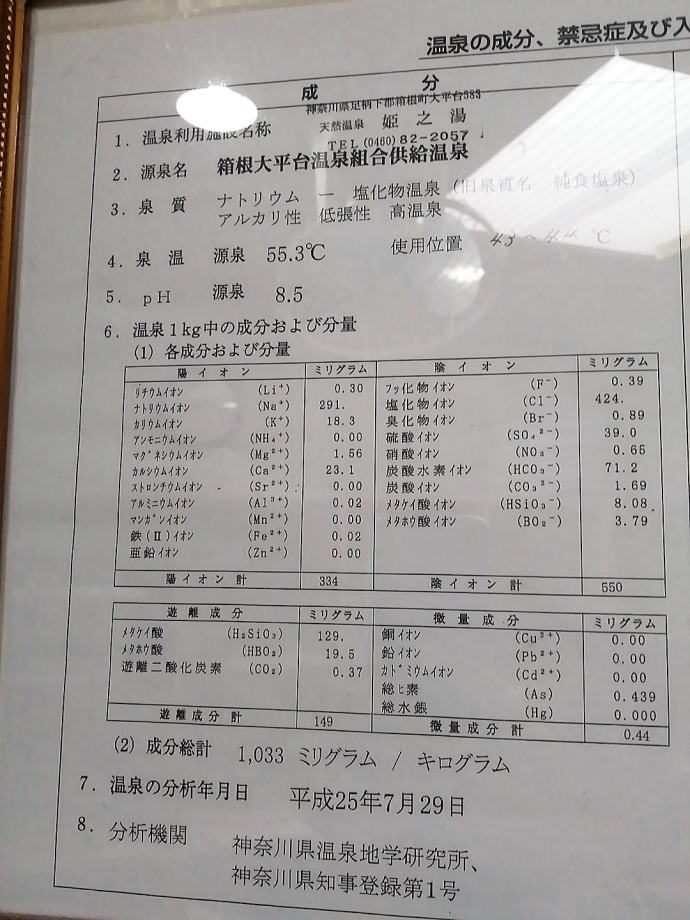 温泉の成分、禁忌症及び入
成 分
神奈川県足柄下郡箱根町大平台583
1. 温泉利用施設名称 天然温泉 姫之湯
TEL(0460)82-2057
2. 源泉名 箱根大平台温泉組合供給温泉
3. 泉質 ナトリウム ー 塩化物温泉 (旧泉質名 純食塩泉)
アルカリ性 低張性 高温泉
4. 泉温 源泉 55.3℃ 使用位置 43~44 ℃
5. pH 源泉 8.5
6. 温泉1kg中の成分および分量
(1) 各成分および分量
陽イオン ミリグラム 陰イオン ミリグラム
リチウムイオン (Li⁺) 0.30 フッ化物イオン (F⁻) 0.39
ナトリウムイオン (Na⁺) 291. 塩化物イオン (Cl⁻) 424.
カリウムイオン (K⁺) 18.3 臭化物イオン (Br⁻) 0.89
アンモニウムイオン (NH₄⁺) 0.00 硫酸イオン (SO₄²⁻) 39.0
マグネシウムイオン (Mg²⁺) 1.56 硝酸イオン (NO₃⁻) 0.65
カルシウムイオン (Ca²⁺) 23.1 炭酸水素イオン (HCO₃⁻) 71.2
ストロンチウムイオン (Sr²⁺) 0.00 炭酸イオン (CO₃²⁻) 1.69
アルミニウムイオン (Al³⁺) 0.02 メタケイ酸イオン (HSiO₃⁻) 8.08
マンガンイオン (Mn²⁺) 0.00 メタホウ酸イオン (BO₂⁻) 3.79
鉄(Ⅱ)イオン (Fe²⁺) 0.02
亜鉛イオン (Zn²⁺) 0.00
陽イオン計 334 陰イオン計 550
遊離成分 ミリグラム 微量成分 ミリグラム
メタケイ酸 (H₂SiO₃) 129. 銅イオン (Cu²⁺) 0.00
メタホウ酸 (HBO₂) 19.5 鉛イオン (Pb²⁺) 0.00
遊離二酸化炭素 (CO₂) 0.37 カドミウムイオン (Cd²⁺) 0.00
総ヒ素 (As) 0.439
総水銀 (Hg) 0.000
遊離成分計 149 微量成分計 0.44
(2) 成分総計 1,033 ミリグラム / キログラム
7. 温泉の分析年月日 平成25年7月29日
8. 分析機関 神奈川県温泉地学研究所、
神奈川県知事登録第1号